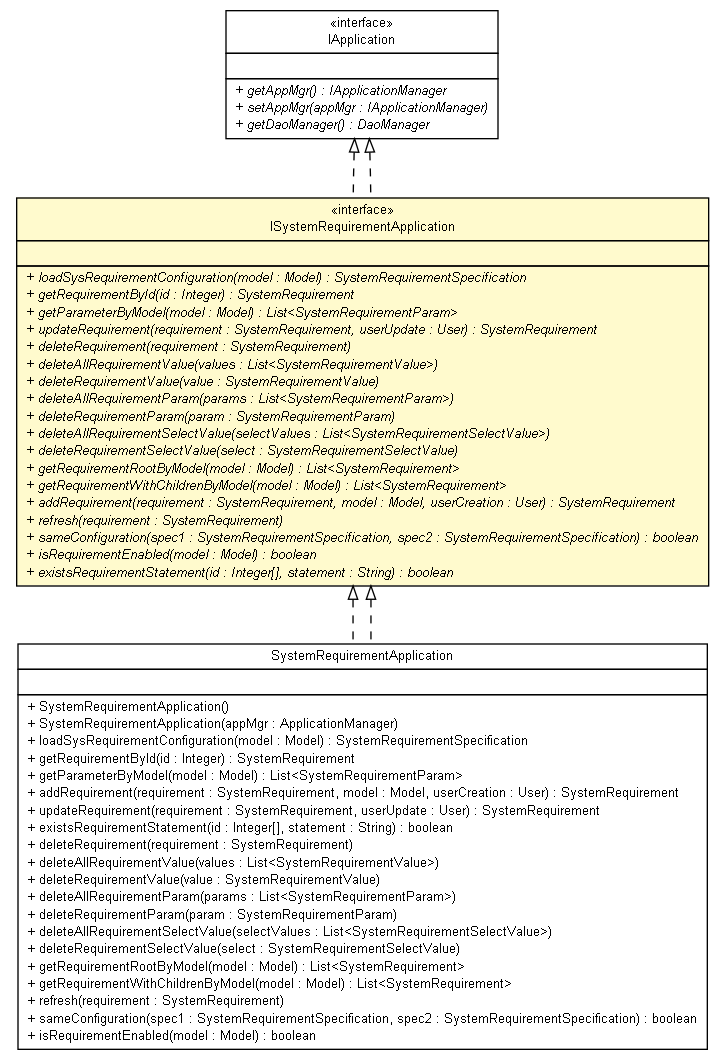 «interface»
IApplication
+ getAppMgr() : IApplicationManager
+ setAppMgr(appMgr : IApplicationManager)
+ getDaoManager() : DaoManager
«interface»
ISystemRequirementApplication
+ loadSysRequirementConfiguration(model : Model) : SystemRequirementSpecification
+ getRequirementById(id : Integer) : SystemRequirement
+ getParameterByModel(model : Model) : List<SystemRequirementParam>
+ updateRequirement(requirement : SystemRequirement, userUpdate : User) : SystemRequirement
+ deleteRequirement(requirement : SystemRequirement)
+ deleteAllRequirementValue(values : List<SystemRequirementValue>)
+ deleteRequirementValue(value : SystemRequirementValue)
+ deleteAllRequirementParam(params : List<SystemRequirementParam>)
+ deleteRequirementParam(param : SystemRequirementParam)
+ deleteAllRequirementSelectValue(selectValues : List<SystemRequirementSelectValue>)
+ deleteRequirementSelectValue(select : SystemRequirementSelectValue)
+ getRequirementRootByModel(model : Model) : List<SystemRequirement>
+ getRequirementWithChildrenByModel(model : Model) : List<SystemRequirement>
+ addRequirement(requirement : SystemRequirement, model : Model, userCreation : User) : SystemRequirement
+ refresh(requirement : SystemRequirement)
+ sameConfiguration(spec1 : SystemRequirementSpecification, spec2 : SystemRequirementSpecification) : boolean
+ isRequirementEnabled(model : Model) : boolean
+ existsRequirementStatement(id : Integer[], statement : String) : boolean
SystemRequirementApplication
+ SystemRequirementApplication()
+ SystemRequirementApplication(appMgr : ApplicationManager)
+ loadSysRequirementConfiguration(model : Model) : SystemRequirementSpecification
+ getRequirementById(id : Integer) : SystemRequirement
+ getParameterByModel(model : Model) : List<SystemRequirementParam>
+ addRequirement(requirement : SystemRequirement, model : Model, userCreation : User) : SystemRequirement
+ updateRequirement(requirement : SystemRequirement, userUpdate : User) : SystemRequirement
+ existsRequirementStatement(id : Integer[], statement : String) : boolean
+ deleteRequirement(requirement : SystemRequirement)
+ deleteAllRequirementValue(values : List<SystemRequirementValue>)
+ deleteRequirementValue(value : SystemRequirementValue)
+ deleteAllRequirementParam(params : List<SystemRequirementParam>)
+ deleteRequirementParam(param : SystemRequirementParam)
+ deleteAllRequirementSelectValue(selectValues : List<SystemRequirementSelectValue>)
+ deleteRequirementSelectValue(select : SystemRequirementSelectValue)
+ getRequirementRootByModel(model : Model) : List<SystemRequirement>
+ getRequirementWithChildrenByModel(model : Model) : List<SystemRequirement>
+ refresh(requirement : SystemRequirement)
+ sameConfiguration(spec1 : SystemRequirementSpecification, spec2 : SystemRequirementSpecification) : boolean
+ isRequirementEnabled(model : Model) : boolean